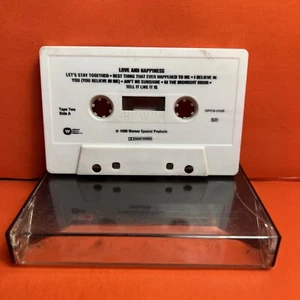 LOVE AND HAPPINESS
LET'S STAY TOGETHER • BEST THING THAT EVER HAPPENED TO ME • I BELIEVE IN
YOU (YOU BELIEVE IN ME) • AIN'T NO SUNSHINE • IN THE MIDNIGHT HOUR •
TELL IT LIKE IT IS
Tape Two
Side A
℗ 1988 Warner Special Products